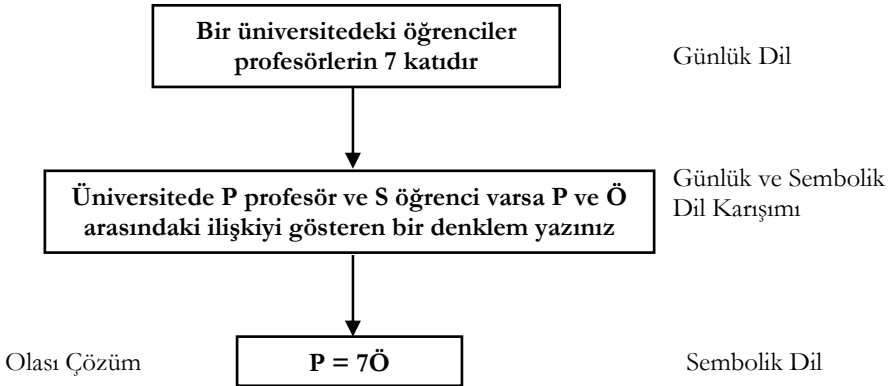 Bir üniversitedeki öğrenciler
profesörlerin 7 katıdır
Günlük Dil
Üniversitede P profesör ve S öğrenci varsa P ve Ö
arasındaki ilişkiyi gösteren bir denklem yazınız
Günlük ve Sembolik
Dil Karışımı
Olası Çözüm
P = 7Ö
Sembolik Dil